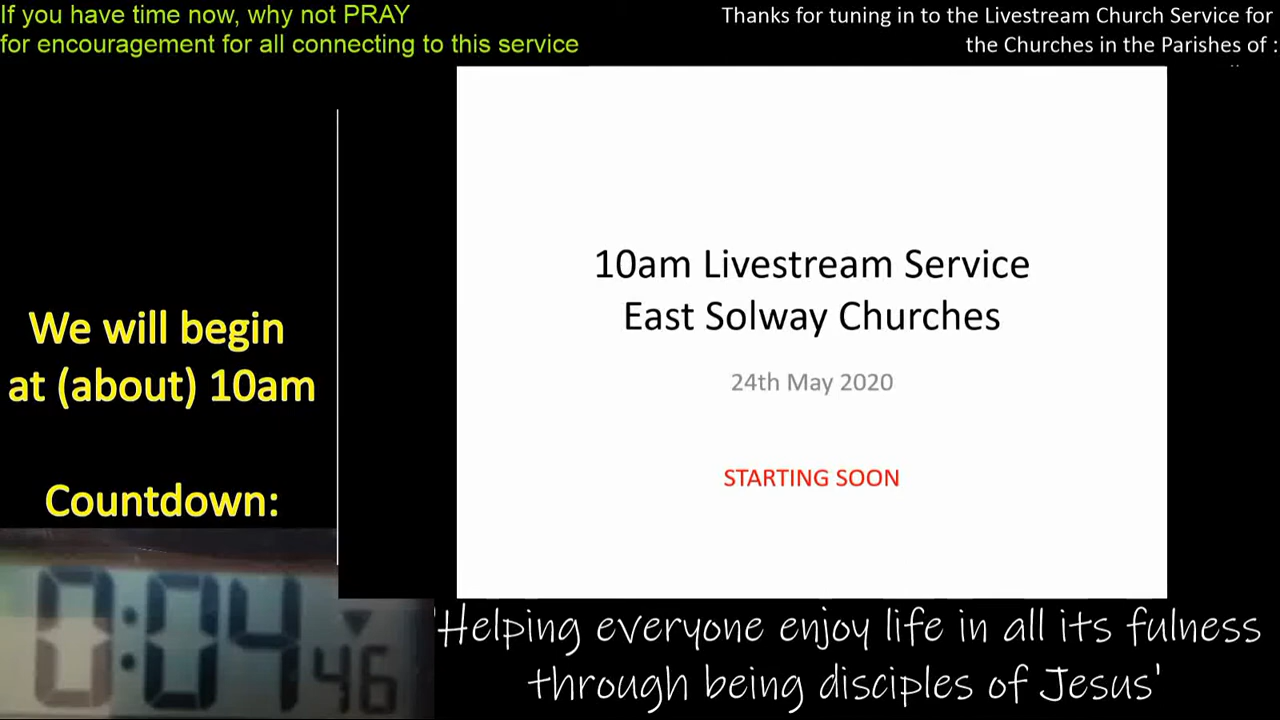 If you have time now, why not PRAY
for encouragement for all connecting to this service
Thanks for tuning in to the Livestream Church Service for
the Churches in the Parishes of :
10am Livestream Service
East Solway Churches
24th May 2020
STARTING SOON
We will begin
at (about) 10am
Countdown:
0:04 46
'Helping everyone enjoy life in all its fulness
through being disciples of Jesus'